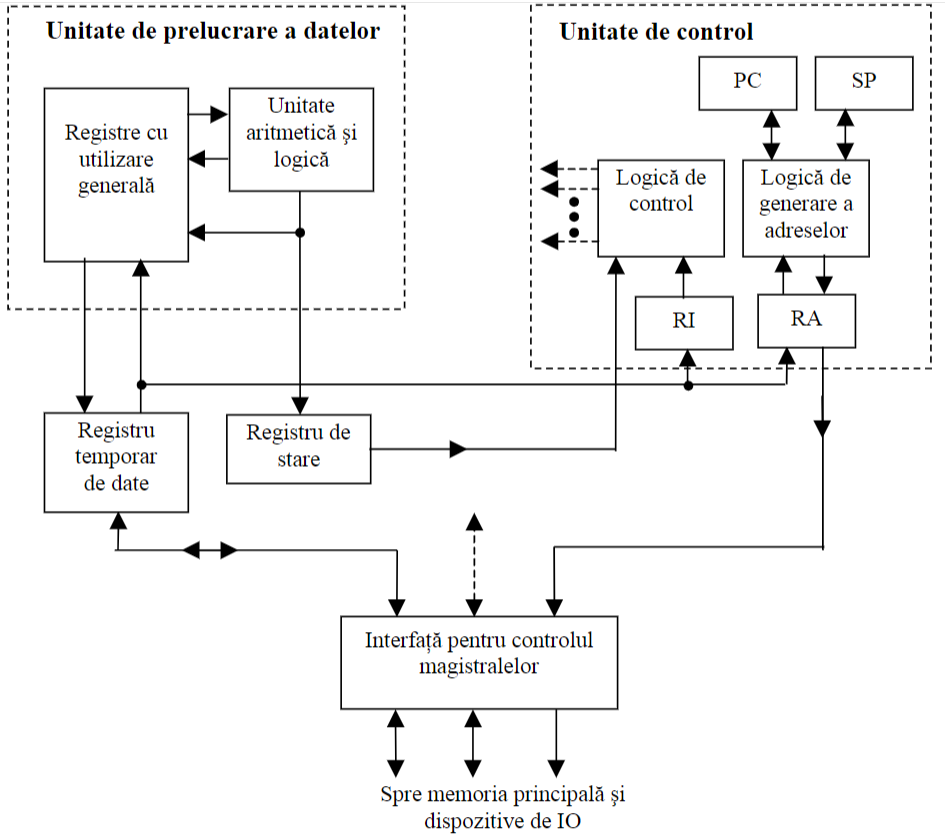 Unitate de prelucrare a datelor
Unitate de control
PC
SP
Registre cu
utilizare
generală
Unitate
aritmetică şi
logică
Logică de
control
Logică de
generare a
adreselor
RI
RA
Registru
temporar
de date
Registru de
stare
Interfață pentru controlul
magistralelor
Spre memoria principală şi
dispozitive de IO